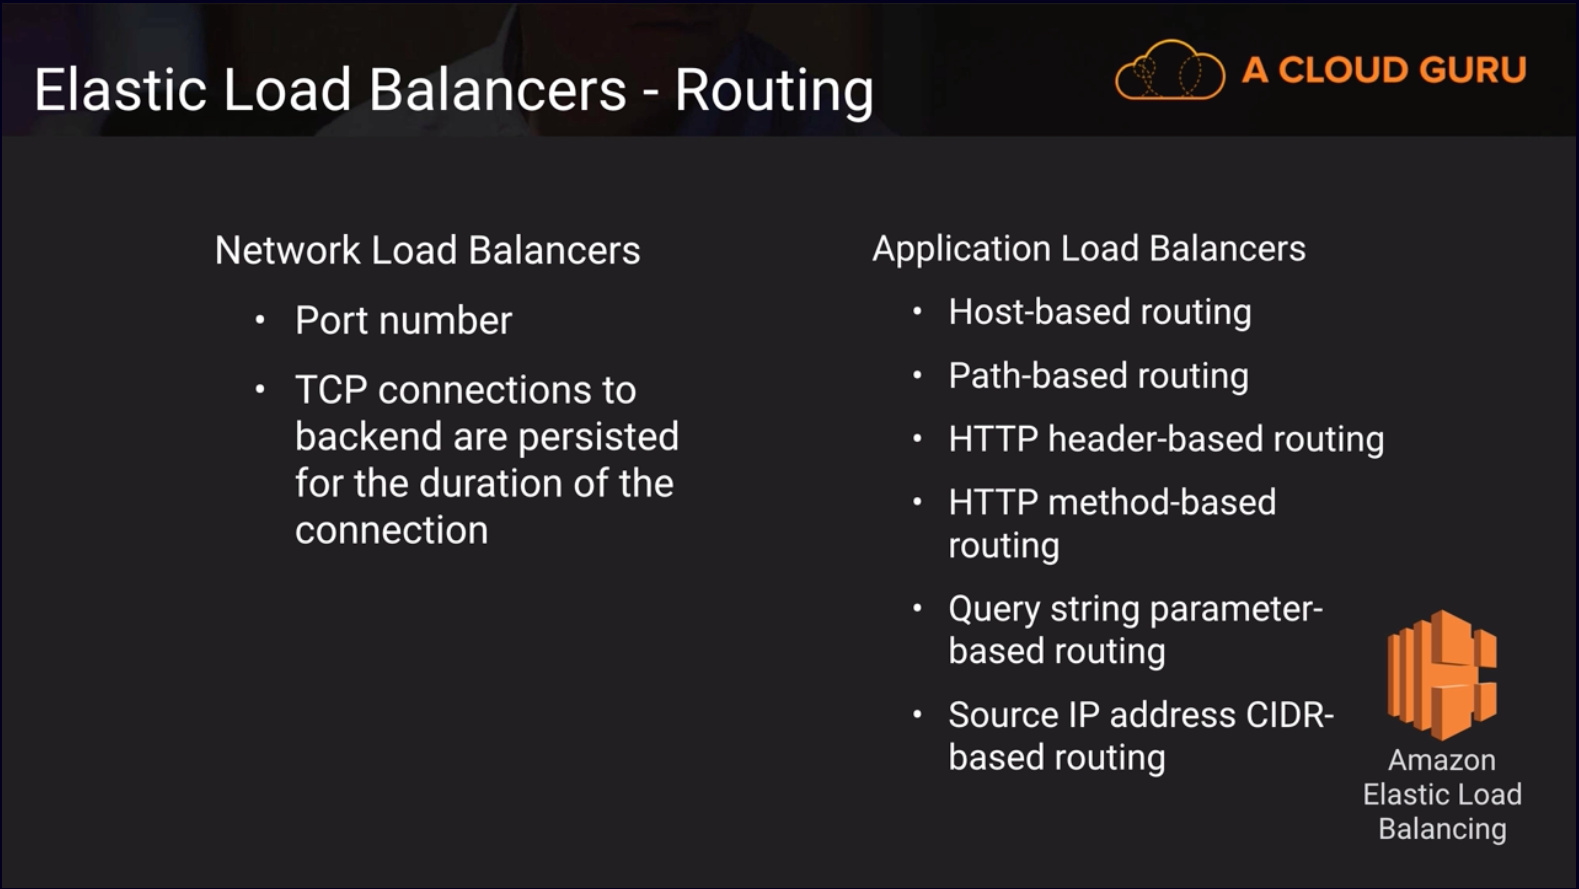 Elastic Load Balancers - Routing
A CLOUD GURU
Network Load Balancers
• Port number
• TCP connections to
backend are persisted
for the duration of the
connection
Application Load Balancers
• Host-based routing
• Path-based routing
• HTTP header-based routing
• HTTP method-based
routing
• Query string parameter-
based routing
• Source IP address CIDR-
based routing
Amazon
Elastic Load
Balancing